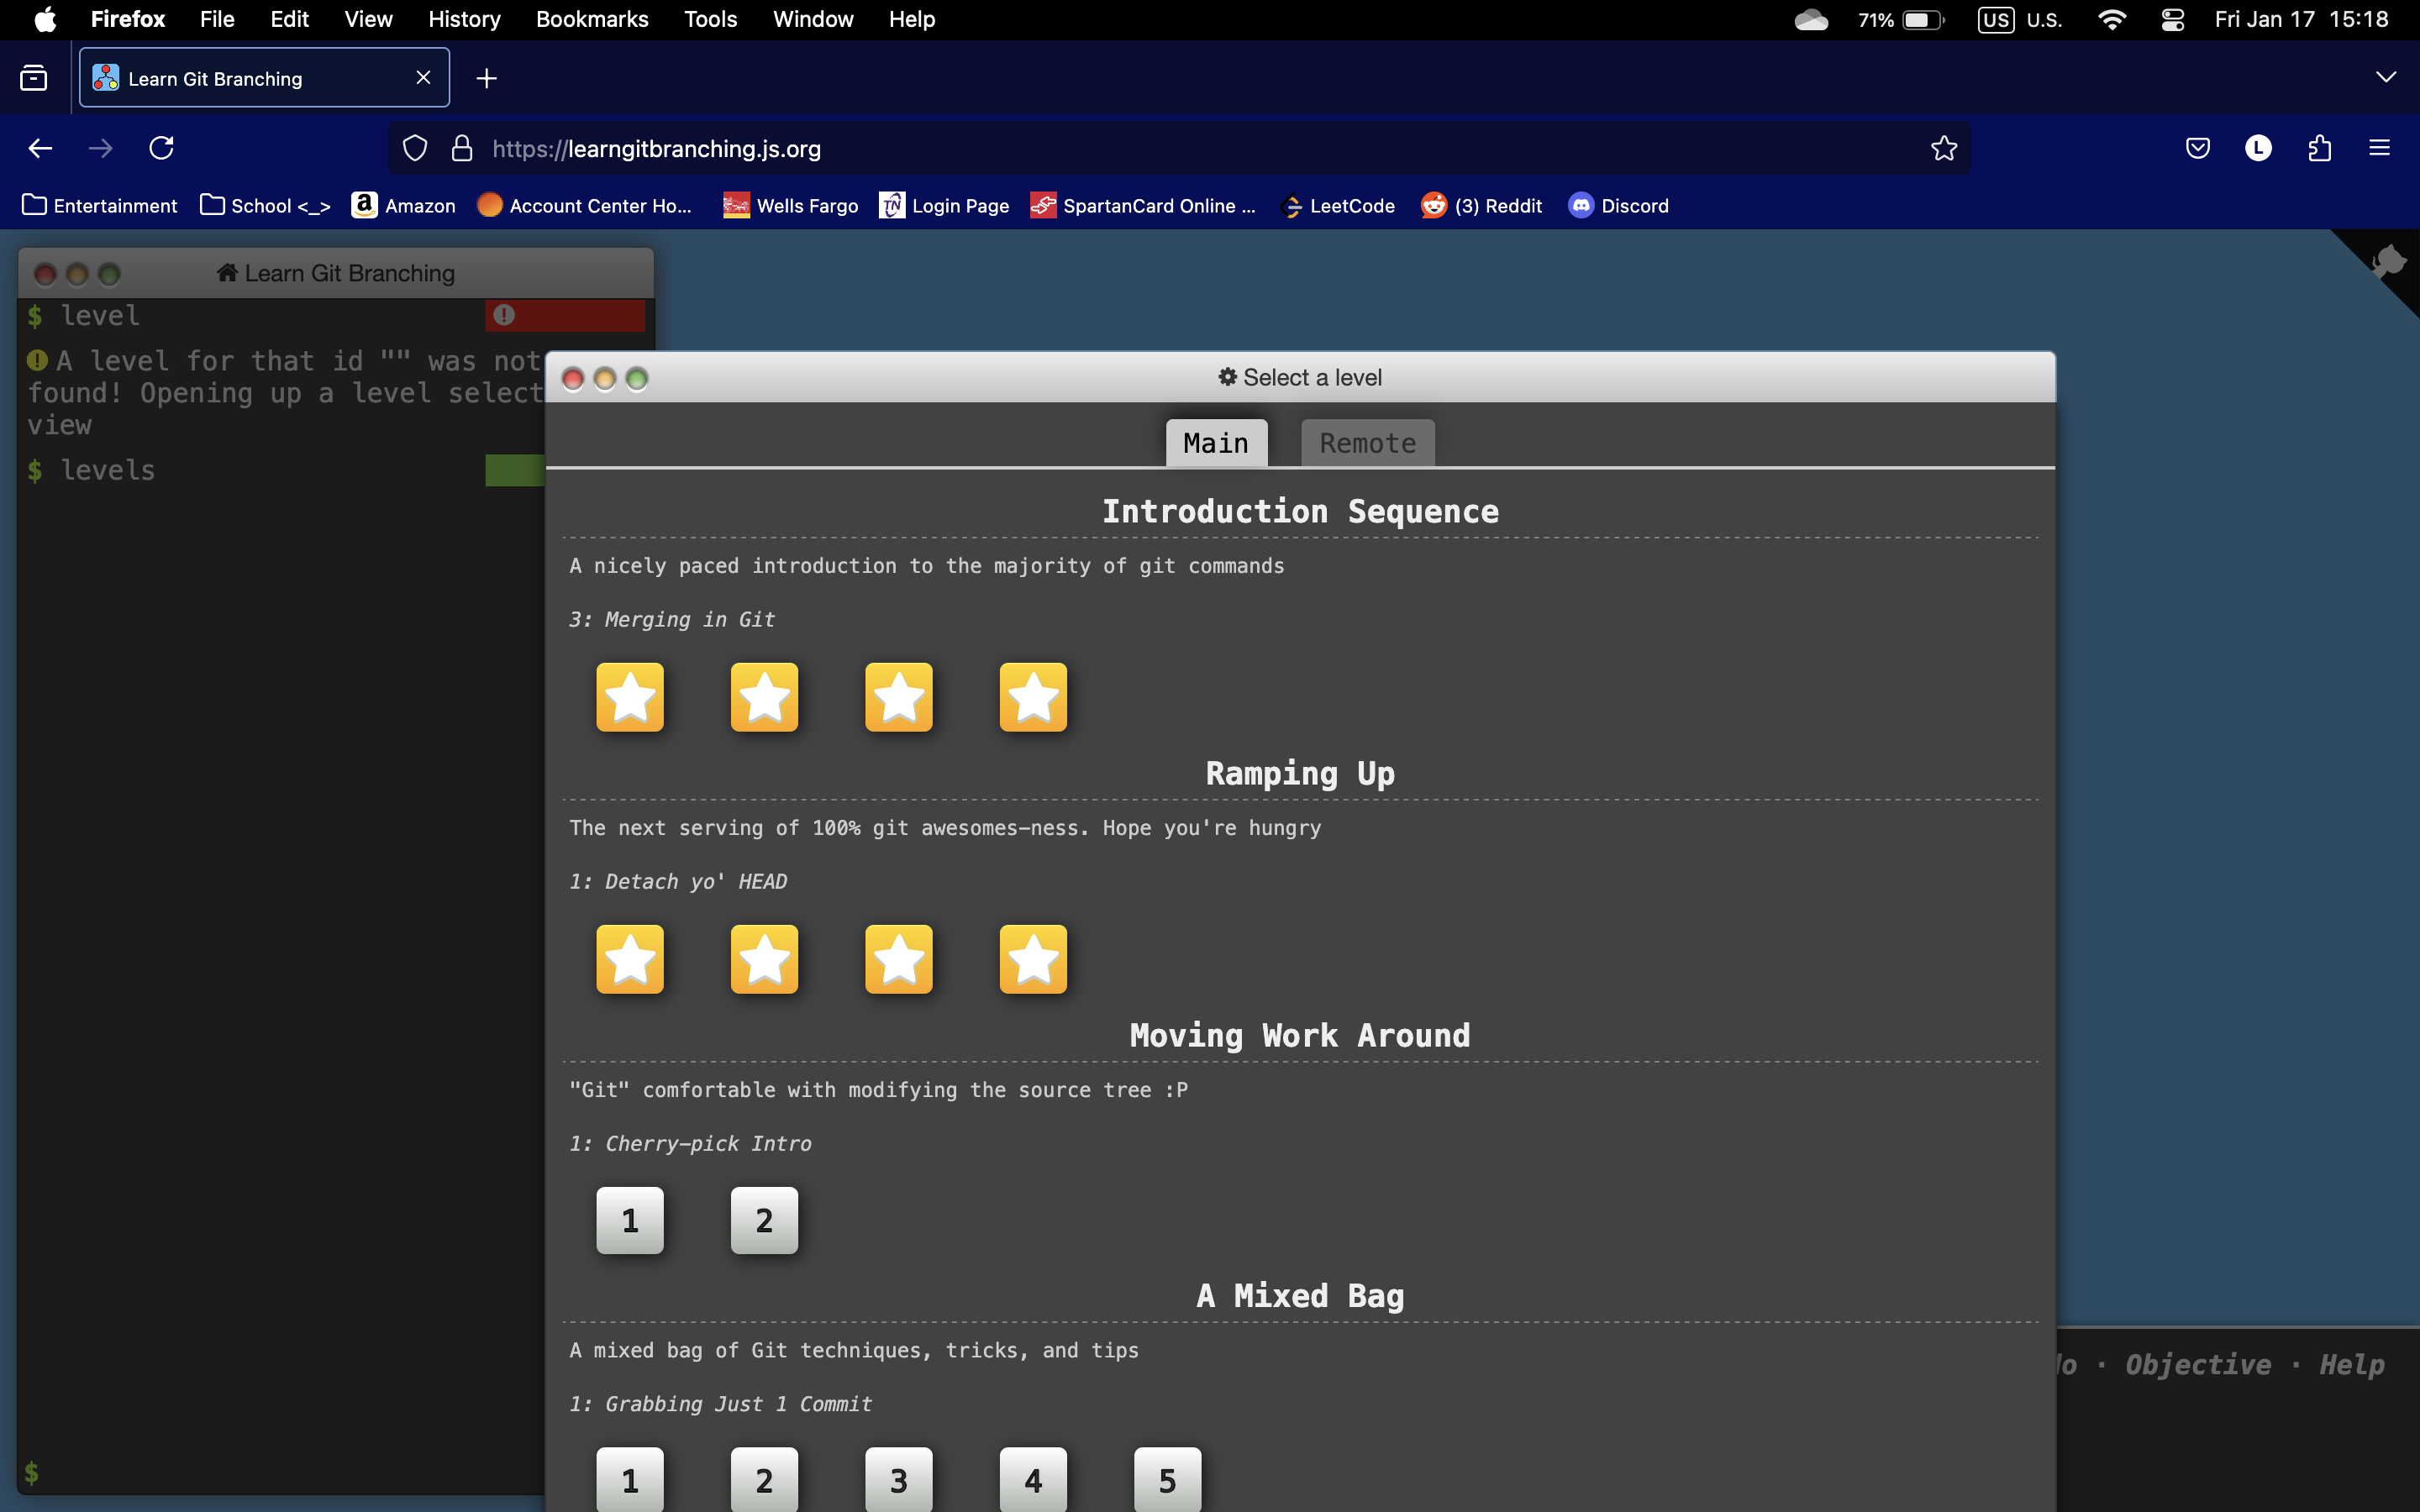 Firefox File Edit View History Bookmarks Tools Window Help 71% US U.S. Fri Jan 17 15:18
Learn Git Branching
https://learngitbranching.js.org
L
Entertainment School <_> Amazon Account Center Ho... Wells Fargo Login Page SpartanCard Online ... LeetCode (3) Reddit Discord
Learn Git Branching
$ level
A level for that id "" was not
found! Opening up a level select
view
$ levels
$
Select a level
Main Remote
Introduction Sequence
A nicely paced introduction to the majority of git commands
3: Merging in Git
Ramping Up
The next serving of 100% git awesomes-ness. Hope you're hungry
1: Detach yo' HEAD
Moving Work Around
"Git" comfortable with modifying the source tree :P
1: Cherry-pick Intro
1 2
A Mixed Bag
A mixed bag of Git techniques, tricks, and tips
1: Grabbing Just 1 Commit
1 2 3 4 5
· Objective · Help